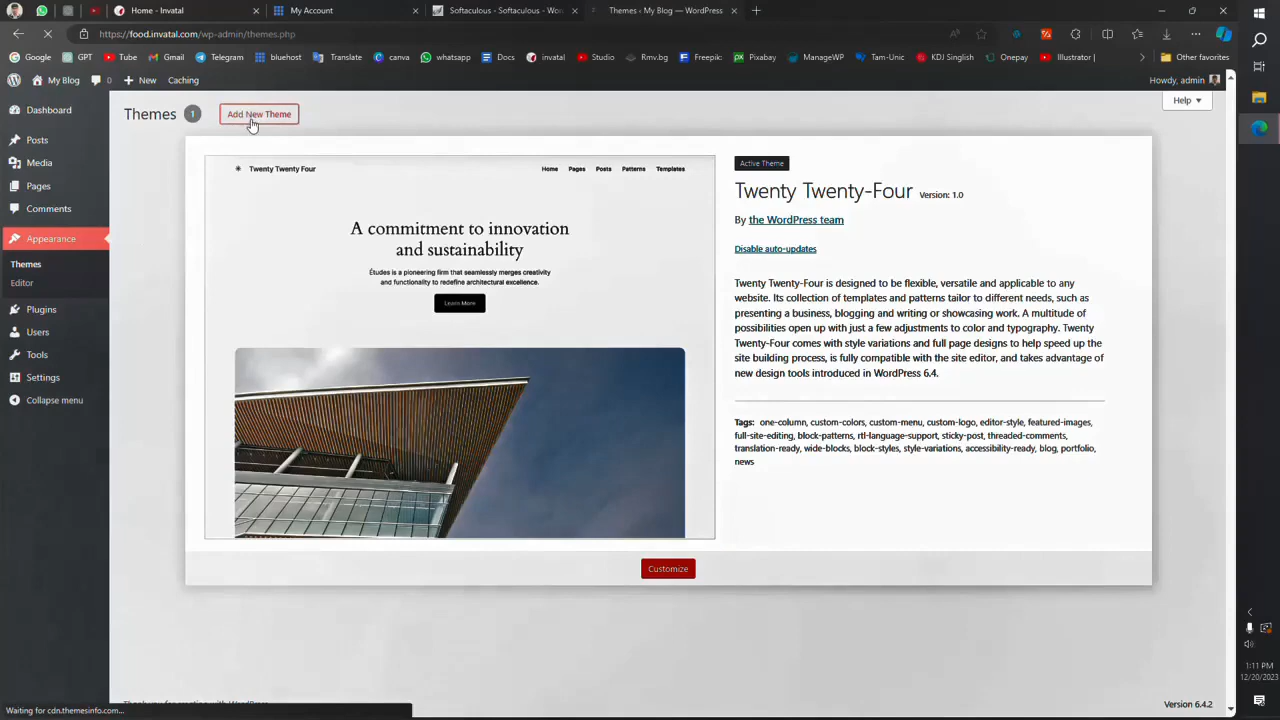 Home - Invatal
My Account
Softaculous - Softaculous - Wor
Themes ‹ My Blog — WordPress
https://food.invatal.com/wp-admin/themes.php
Google
Tube
Gmail
Telegram
bluehost
Translate
canva
whatsapp
Docs
invatal
Studio
Rmv.bg
Freepik:
Pixabay
ManageWP
Tam-Unic
KDJ Singlish
Onepay
Illustrator |
Other favorites
My Blog
0
New
Caching
Howdy, admin
Dashboard
Posts
Media
Pages
Comments
Appearance
Themes
Editor
Plugins
Users
Tools
Settings
Collapse menu
Themes 1
Add New Theme
Help
Twenty Twenty Four
Home Pages Posts Patterns Templates
A commitment to innovation
and sustainability
Études is a pioneering firm that seamlessly merges creativity
and functionality to redefine architectural excellence.
Learn More
Active Theme
Twenty Twenty-Four Version: 1.0
By the WordPress team
Disable auto-updates
Twenty Twenty-Four is designed to be flexible, versatile and applicable to any
website. Its collection of templates and patterns tailor to different needs, such as
presenting a business, blogging and writing or showcasing work. A multitude of
possibilities open up with just a few adjustments to color and typography. Twenty
Twenty-Four comes with style variations and full page designs to help speed up the
site building process, is fully compatible with the site editor, and takes advantage of
new design tools introduced in WordPress 6.4.
Tags: one-column, custom-colors, custom-menu, custom-logo, editor-style, featured-images,
full-site-editing, block-patterns, rtl-language-support, sticky-post, threaded-comments,
translation-ready, wide-blocks, block-styles, style-variations, accessibility-ready, blog, portfolio,
news
Customize
1:11 PM
12/20/2023
Version 6.4.2
Waiting for cdn.themesinfo.com...